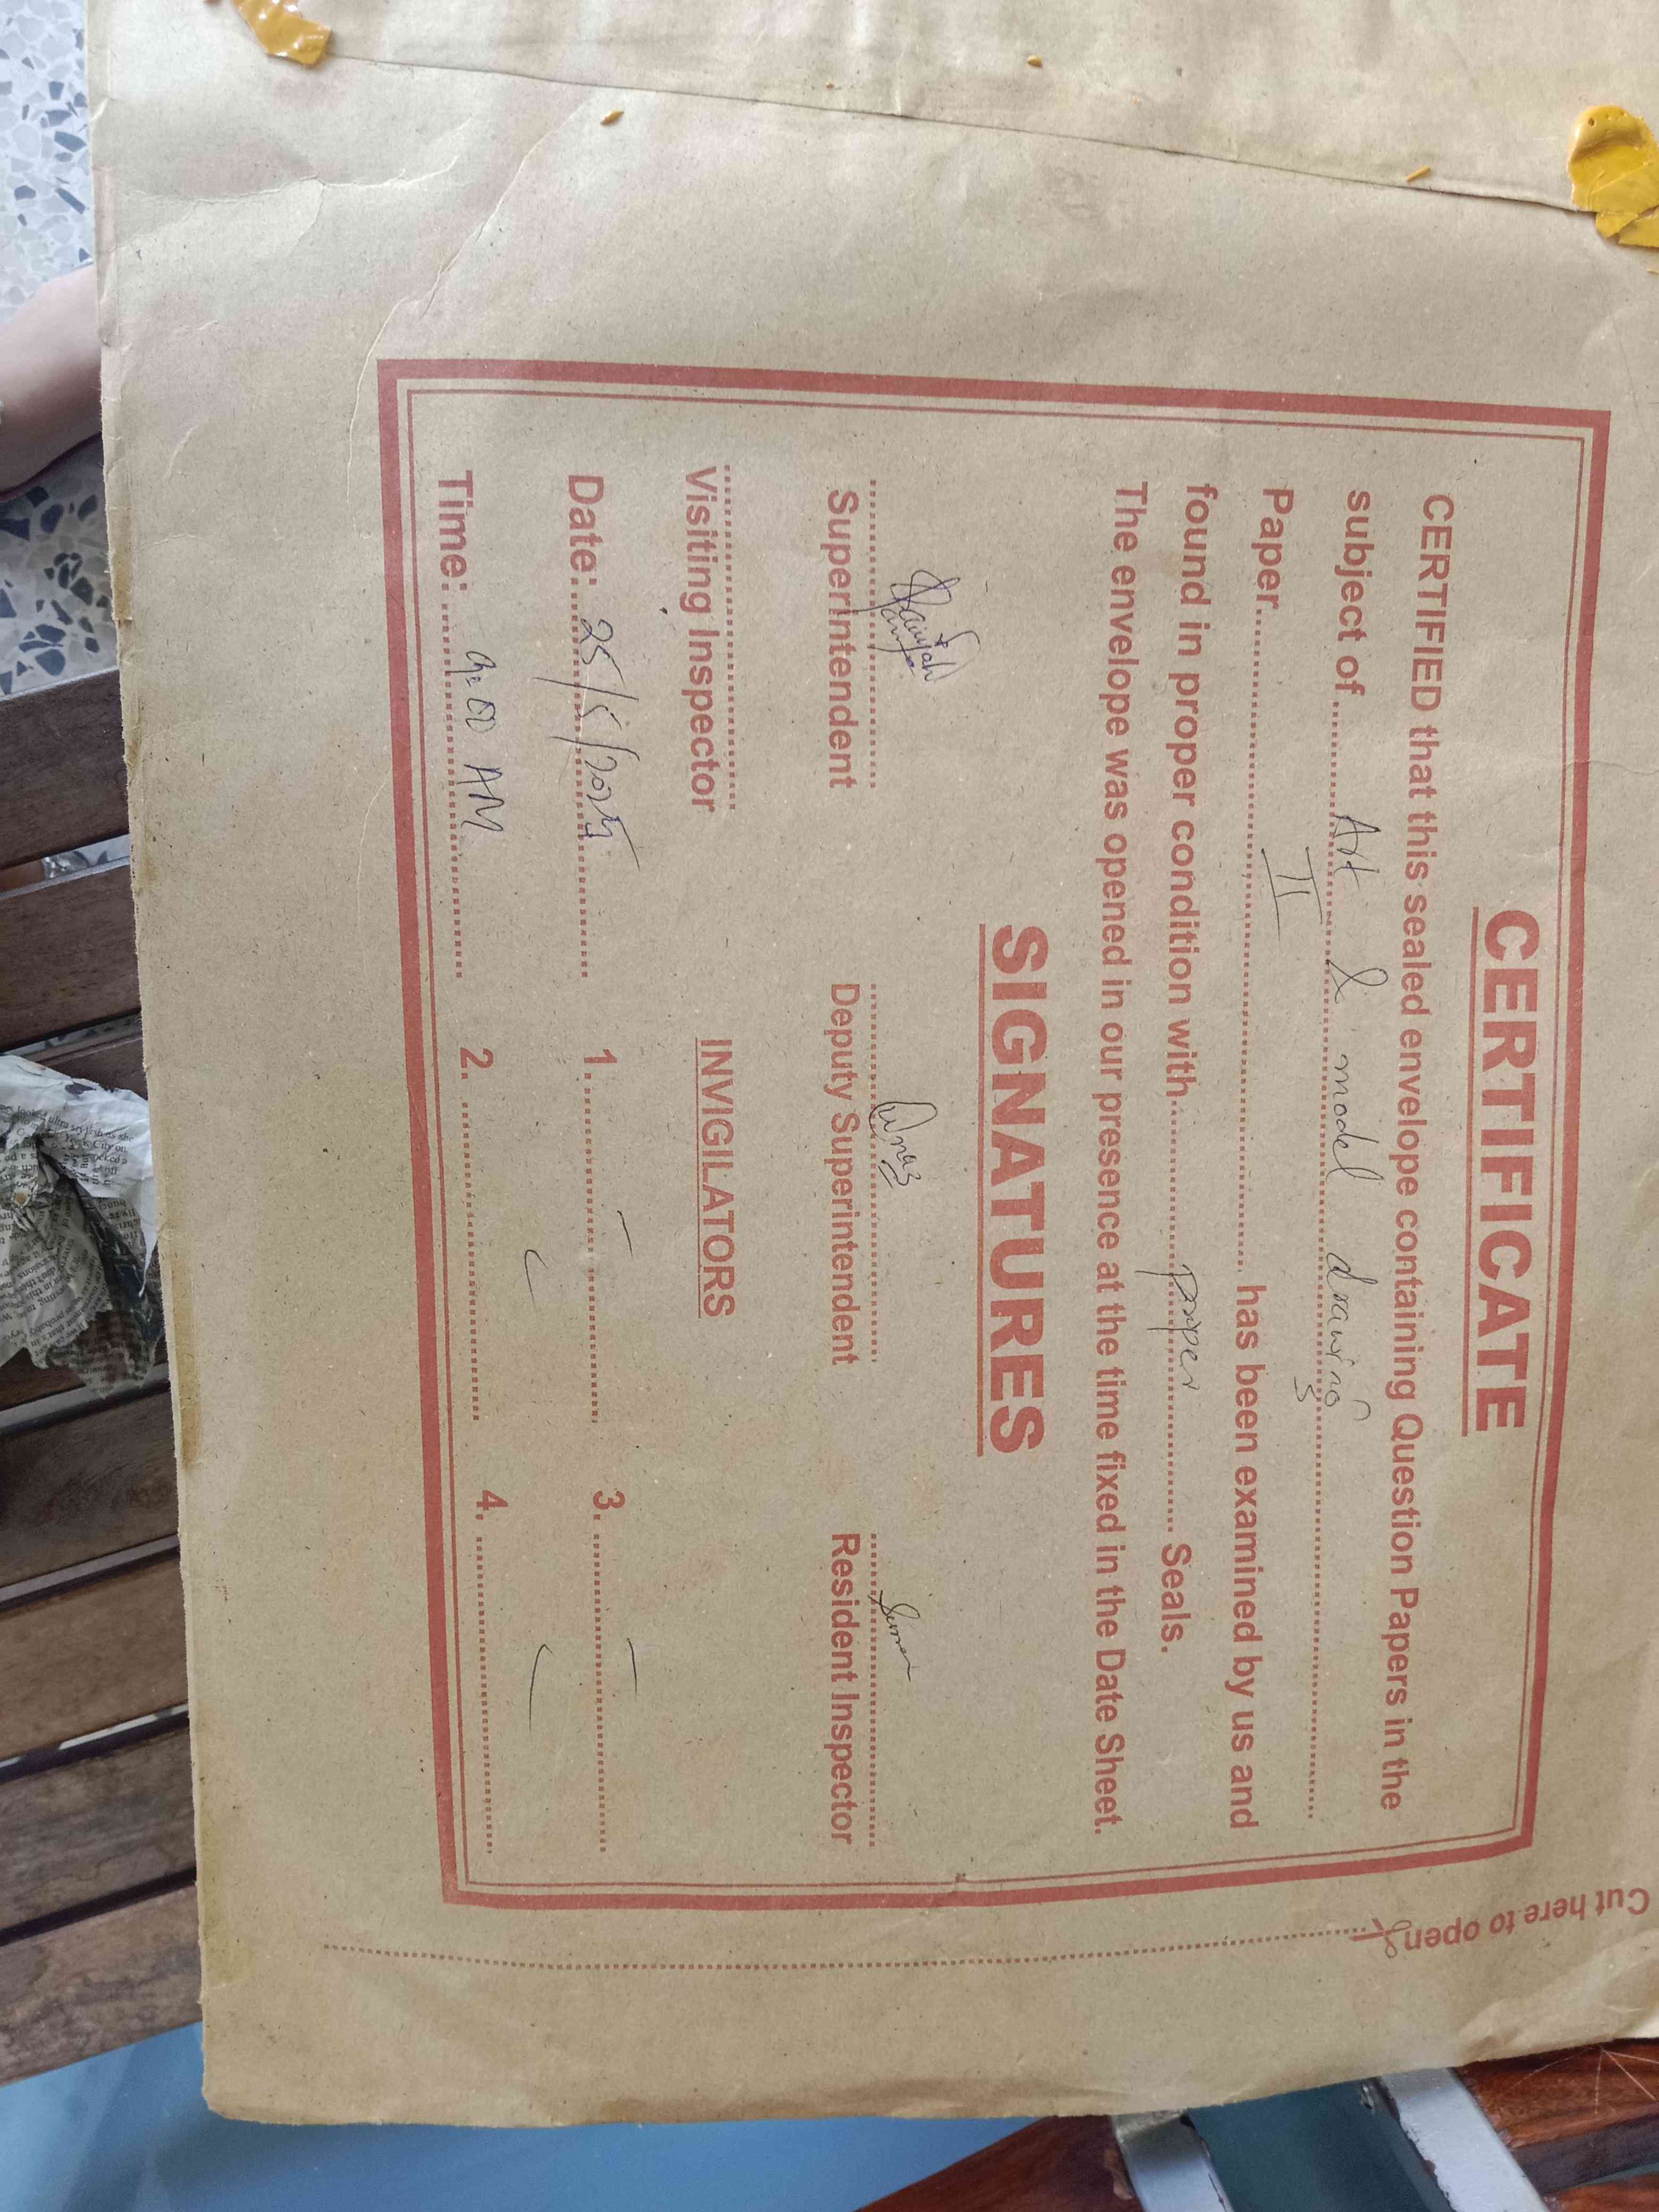 CERTIFICATE
CERTIFIED that this sealed envelope containing Question Papers in the
subject of .......... Art & model drawing ..........
Paper .......... II .......... has been examined by us and
found in proper condition with .......... proper .......... Seals.
The envelope was opened in our presence at the time fixed in the Date Sheet.
SIGNATURES
Superintendent Deputy Superintendent Resident Inspector
Visiting Inspector INVIGILATORS
Date: 25/5/2025 1. .......... 3. ..........
Time: 9:00 AM 2. .......... 4. ..........
Cut here to open